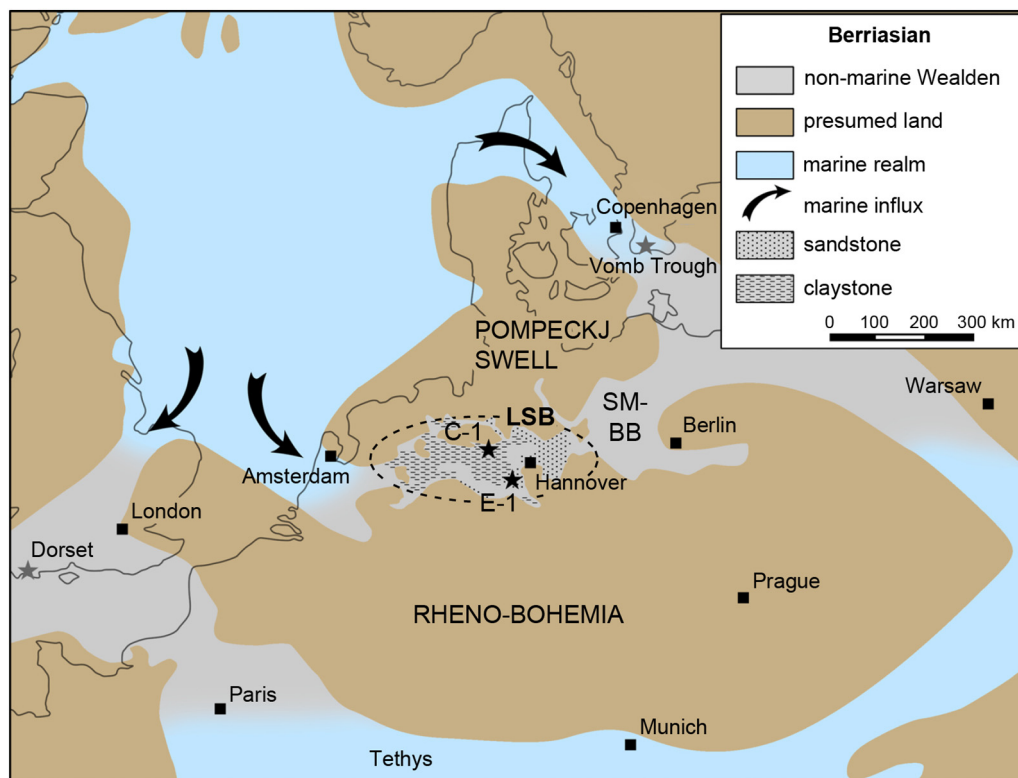 Berriasian
non-marine Wealden
presumed land
marine realm
marine influx
sandstone
claystone
0 100 200 300 km
Copenhagen
Vomb Trough
POMPECKJ
SWELL
Warsaw
SM-
BB
Berlin
LSB
C-1
Amsterdam
Hannover
E-1
London
Dorset
Prague
RHENO-BOHEMIA
Paris
Munich
Tethys